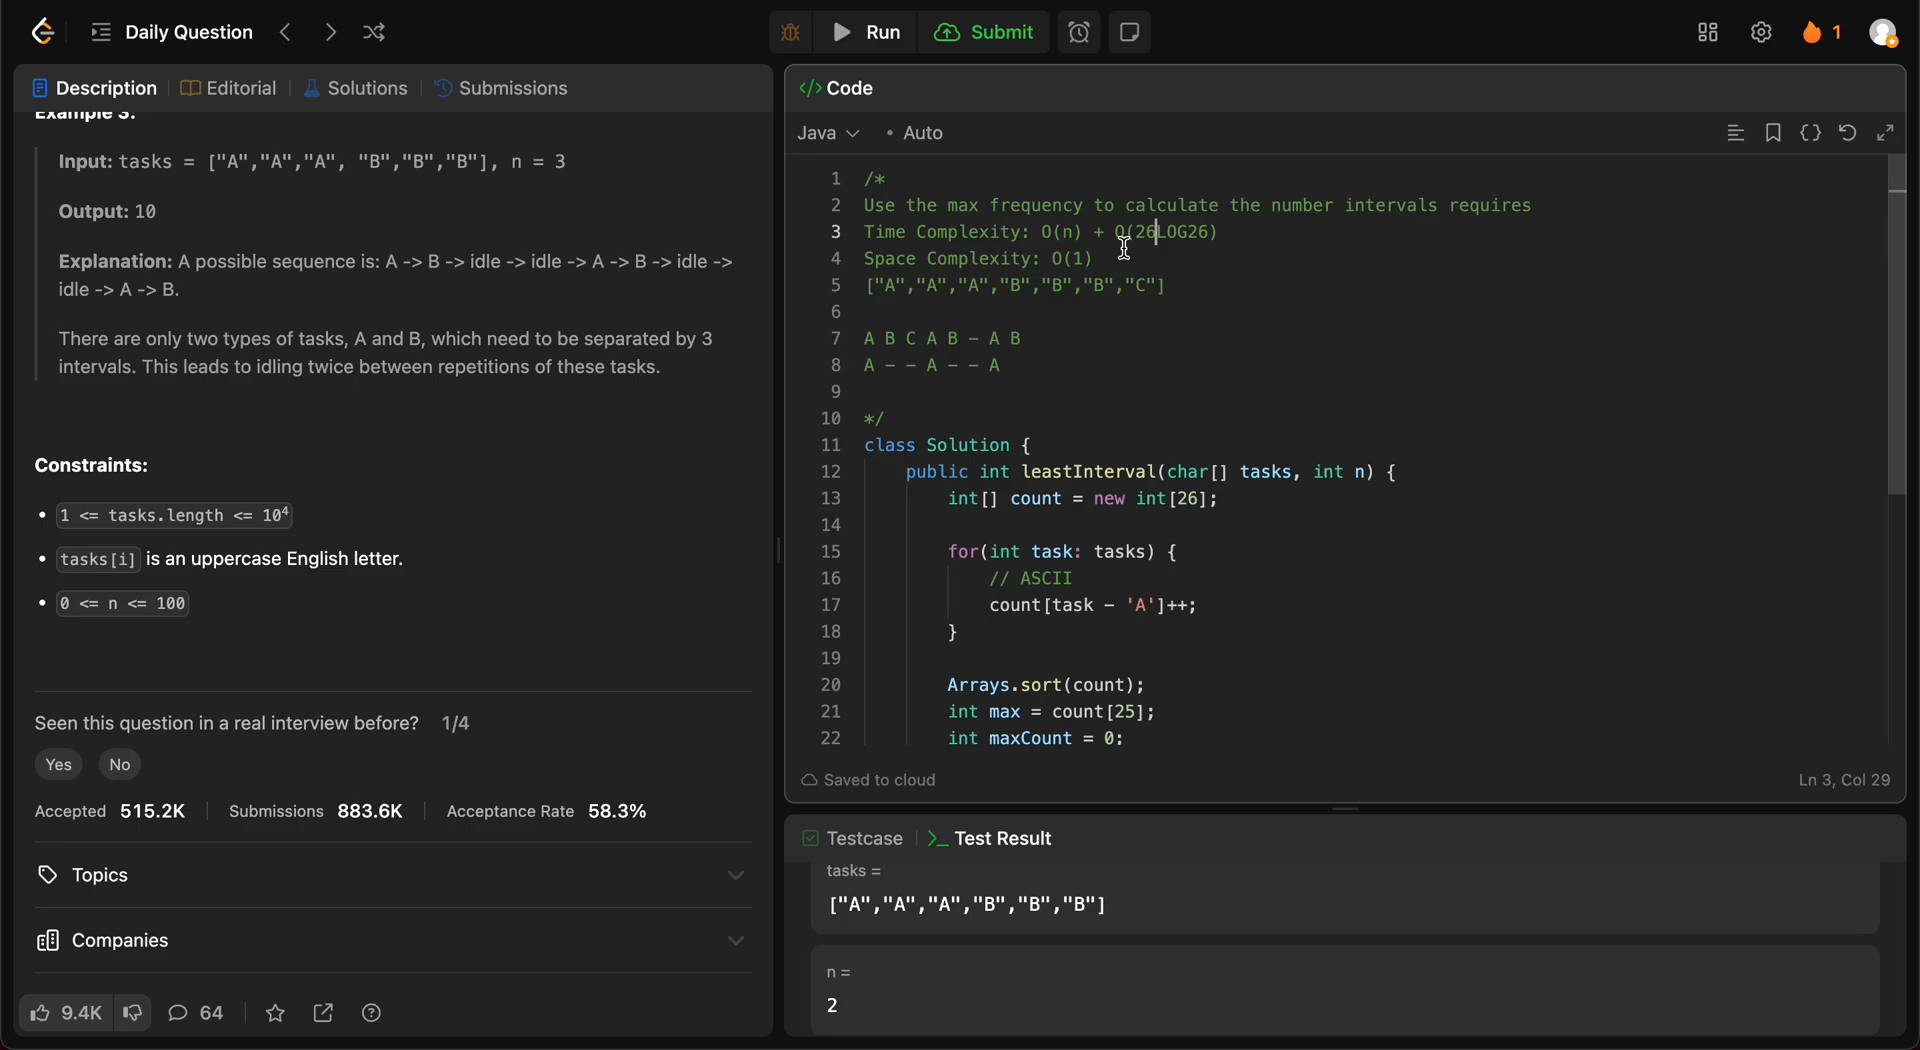 Daily Question
Run
Submit
1
Description
Editorial
Solutions
Submissions
Example 3:
Input: tasks = ["A","A","A", "B","B","B"], n = 3
Output: 10
Explanation: A possible sequence is: A -> B -> idle -> idle -> A -> B -> idle ->
idle -> A -> B.
There are only two types of tasks, A and B, which need to be separated by 3
intervals. This leads to idling twice between repetitions of these tasks.
Constraints:
• 1 <= tasks.length <= 10⁴
• tasks[i] is an uppercase English letter.
• 0 <= n <= 100
Seen this question in a real interview before? 1/4
Yes
No
Accepted 515.2K
Submissions 883.6K
Acceptance Rate 58.3%
Topics
Companies
9.4K
64
</> Code
Java
• Auto
1 /*
2 Use the max frequency to calculate the number intervals requires
3 Time Complexity: O(n) + O(26LOG26)
4 Space Complexity: O(1)
5 ["A","A","A","B","B","B","C"]
6
7 A B C A B - A B
8 A - - A - - A
9
10 */
11 class Solution {
12 public int leastInterval(char[] tasks, int n) {
13 int[] count = new int[26];
14
15 for(int task: tasks) {
16 // ASCII
17 count[task - 'A']++;
18 }
19
20 Arrays.sort(count);
21 int max = count[25];
22 int maxCount = 0;
Saved to cloud
Ln 3, Col 29
Testcase
Test Result
tasks =
["A","A","A","B","B","B"]
n =
2